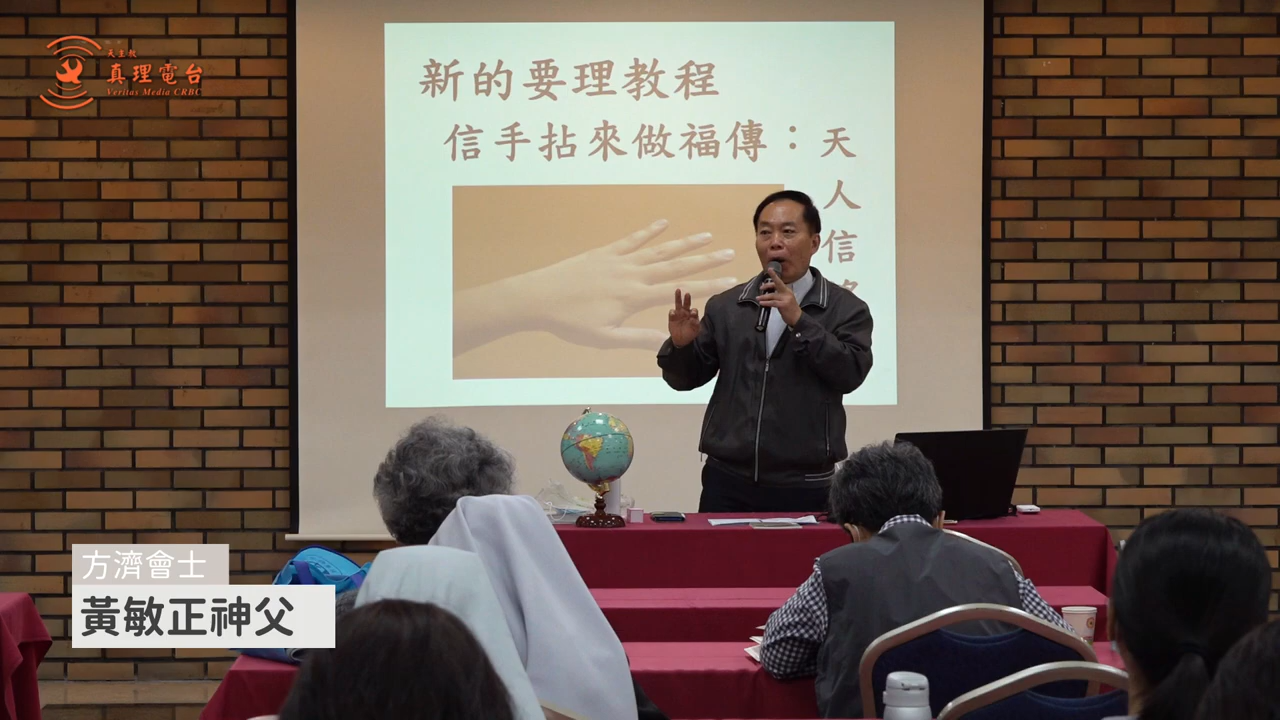 天主教
真理電台
Veritas Media CRBC
新的要理教程
信手拈來做福傳：天
人
信
方濟會士
黃敏正神父